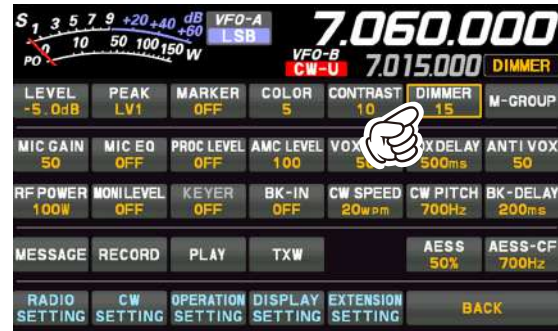 S 1 3 5 7 9 +20 +40 +60 dB
PO 0 10 50 100 150 W
VFO-A
LSB
7.060.000
VFO-B
CW-U
7.015.000
DIMMER
LEVEL PEAK MARKER COLOR CONTRAST DIMMER M-GROUP
-5.0dB LV1 OFF 5 10 15
MIC GAIN MIC EQ PROC LEVEL AMC LEVEL VOX DELAY ANTI VOX
50 OFF OFF 100 500ms 50
RF POWER MONI LEVEL KEYER BK-IN CW SPEED CW PITCH BK-DELAY
100W OFF OFF OFF 20wpm 700Hz 200ms
MESSAGE RECORD PLAY TXW AESS AESS-CF
50% 700Hz
RADIO CW OPERATION DISPLAY EXTENSION BACK
SETTING SETTING SETTING SETTING SETTING